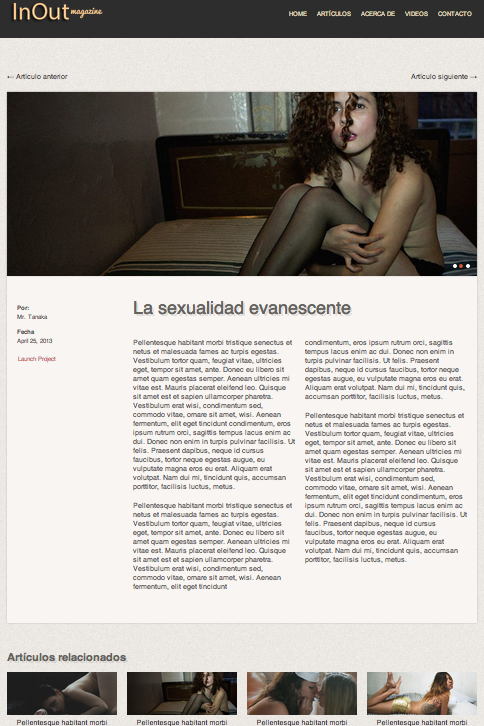 InOut magazine
HOME ARTÍCULOS ACERCA DE VIDEOS CONTACTO
← Artículo anterior
Artículo siguiente →
La sexualidad evanescente
Por:
Mr. Tanaka
Fecha
April 25, 2013
Launch Project
Pellentesque habitant morbi tristique senectus et
netus et malesuada fames ac turpis egestas.
Vestibulum tortor quam, feugiat vitae, ultricies
eget, tempor sit amet, ante. Donec eu libero sit
amet quam egestas semper. Aenean ultricies mi
vitae est. Mauris placerat eleifend leo. Quisque
sit amet est et sapien ullamcorper pharetra.
Vestibulum erat wisi, condimentum sed,
commodo vitae, ornare sit amet, wisi. Aenean
fermentum, elit eget tincidunt condimentum, eros
ipsum rutrum orci, sagittis tempus lacus enim ac
dui. Donec non enim in turpis pulvinar facilisis. Ut
felis. Praesent dapibus, neque id cursus
faucibus, tortor neque egestas augue, eu
vulputate magna eros eu erat. Aliquam erat
volutpat. Nam dui mi, tincidunt quis, accumsan
porttitor, facilisis luctus, metus.
Pellentesque habitant morbi tristique senectus et
netus et malesuada fames ac turpis egestas.
Vestibulum tortor quam, feugiat vitae, ultricies
eget, tempor sit amet, ante. Donec eu libero sit
amet quam egestas semper. Aenean ultricies mi
vitae est. Mauris placerat eleifend leo. Quisque
sit amet est et sapien ullamcorper pharetra.
Vestibulum erat wisi, condimentum sed,
commodo vitae, ornare sit amet, wisi. Aenean
fermentum, elit eget tincidunt
condimentum, eros ipsum rutrum orci, sagittis
tempus lacus enim ac dui. Donec non enim in
turpis pulvinar facilisis. Ut felis. Praesent
dapibus, neque id cursus faucibus, tortor neque
egestas augue, eu vulputate magna eros eu erat.
Aliquam erat volutpat. Nam dui mi, tincidunt quis,
accumsan porttitor, facilisis luctus, metus.
Pellentesque habitant morbi tristique senectus et
netus et malesuada fames ac turpis egestas.
Vestibulum tortor quam, feugiat vitae, ultricies
eget, tempor sit amet, ante. Donec eu libero sit
amet quam egestas semper. Aenean ultricies mi
vitae est. Mauris placerat eleifend leo. Quisque
sit amet est et sapien ullamcorper pharetra.
Vestibulum erat wisi, condimentum sed,
commodo vitae, ornare sit amet, wisi. Aenean
fermentum, elit eget tincidunt condimentum, eros
ipsum rutrum orci, sagittis tempus lacus enim ac
dui. Donec non enim in turpis pulvinar facilisis. Ut
felis. Praesent dapibus, neque id cursus
faucibus, tortor neque egestas augue, eu
vulputate magna eros eu erat. Aliquam erat
volutpat. Nam dui mi, tincidunt quis, accumsan
porttitor, facilisis luctus, metus.
Artículos relacionados
Pellentesque habitant morbi
Pellentesque habitant morbi
Pellentesque habitant morbi
Pellentesque habitant morbi